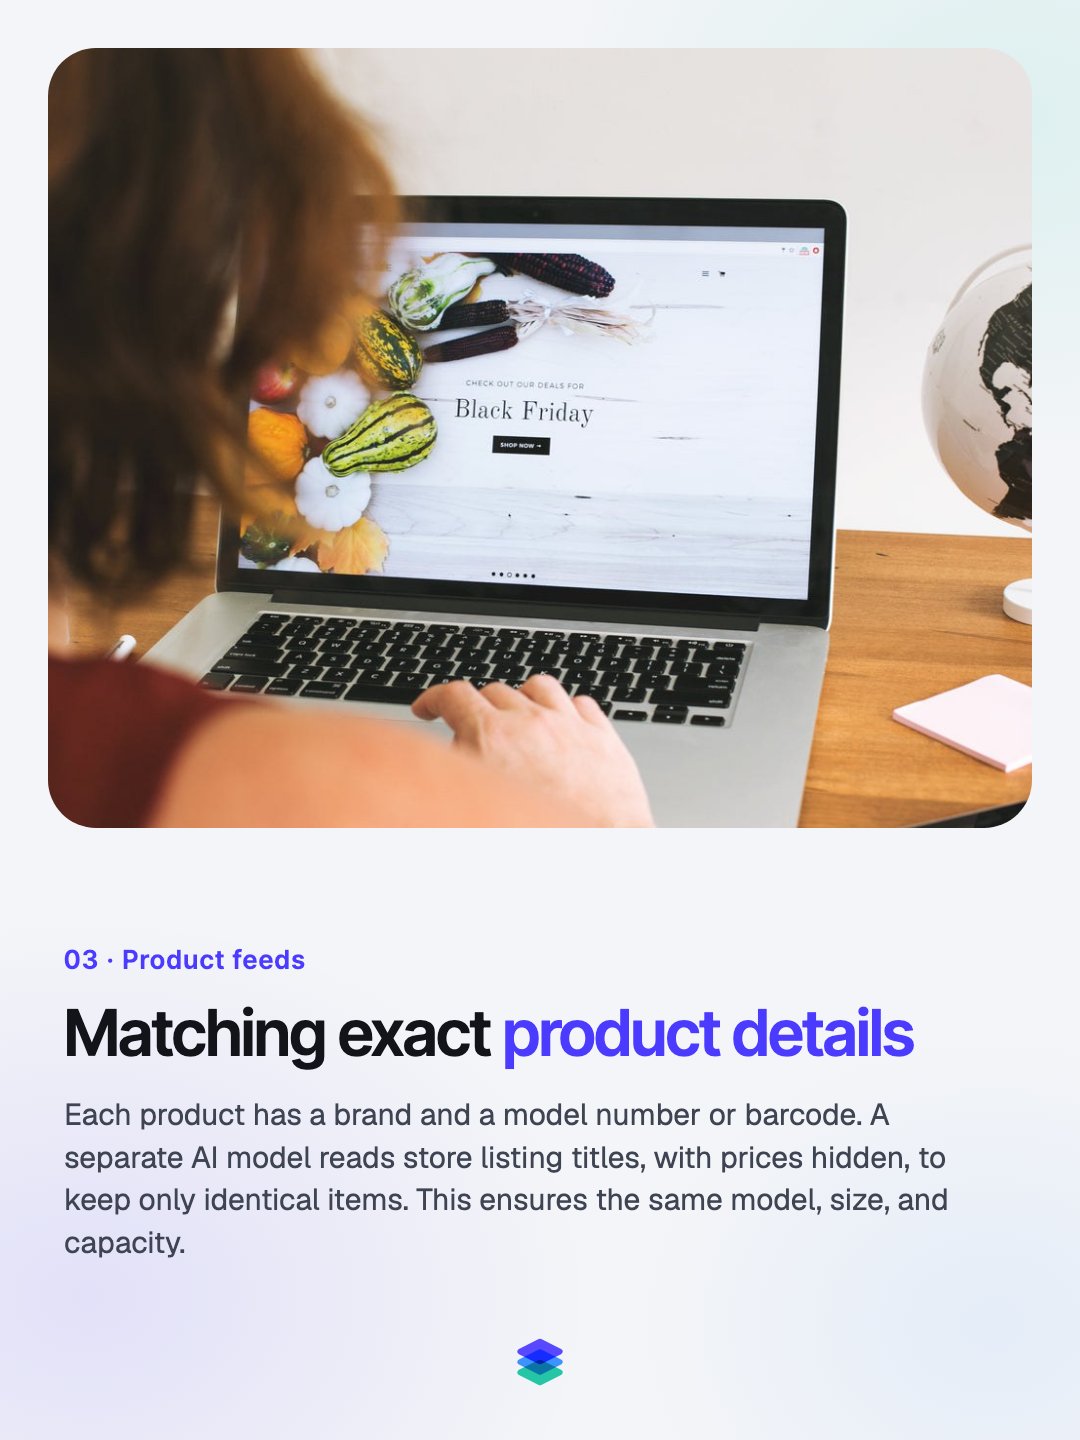 CHECK OUT OUR DEALS FOR
Black Friday
SHOP NOW →
03 · Product feeds
Matching exact product details
Each product has a brand and a model number or barcode. A
separate AI model reads store listing titles, with prices hidden, to
keep only identical items. This ensures the same model, size, and
capacity.